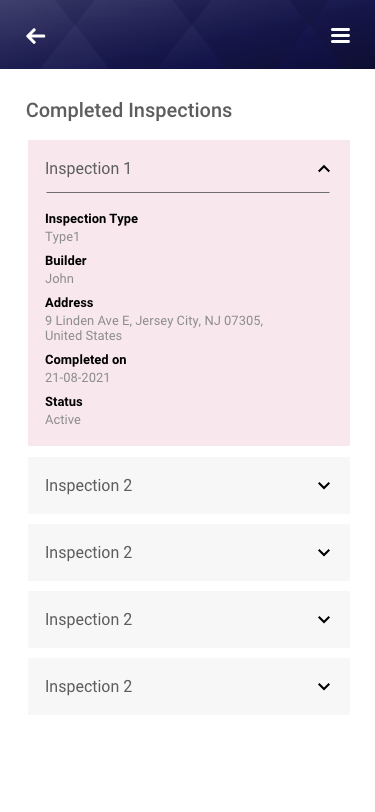 Completed Inspections
Inspection 1
Inspection Type
Type1
Builder
John
Address
9 Linden Ave E, Jersey City, NJ 07305,
United States
Completed on
21-08-2021
Status
Active
Inspection 2
Inspection 2
Inspection 2
Inspection 2